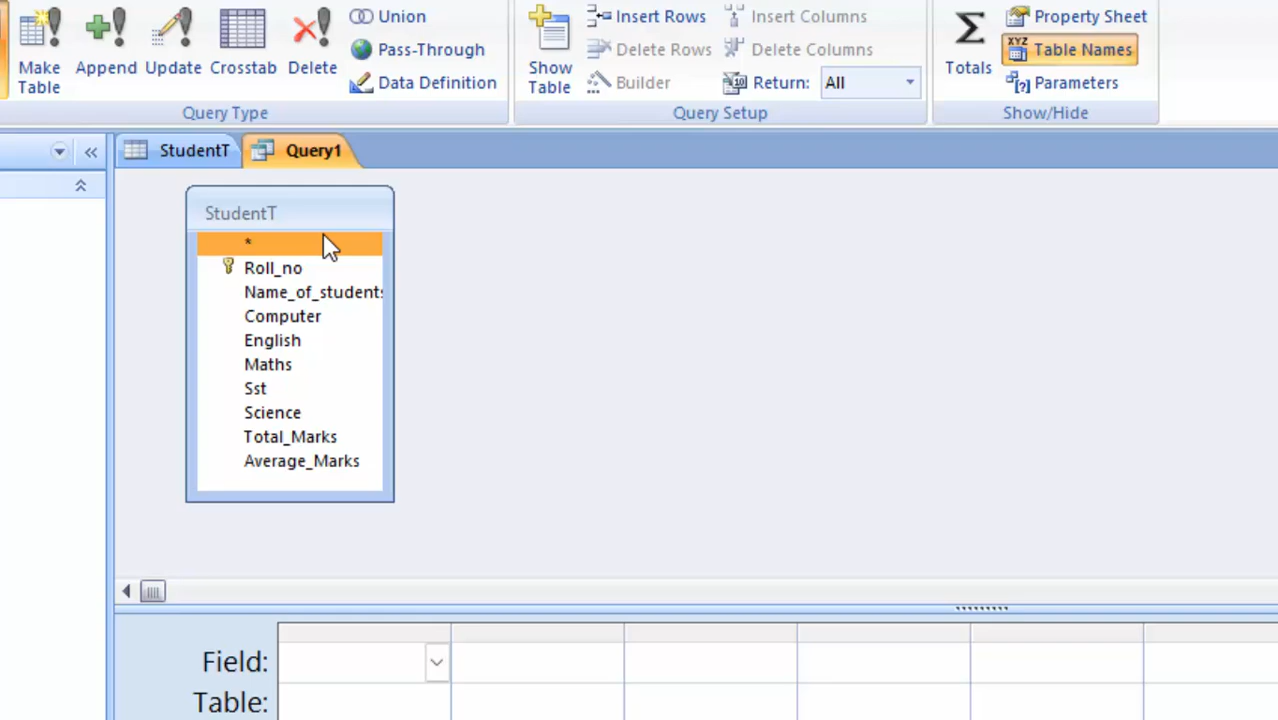 Make
Table
Append
Update
Crosstab
Delete
Union
Pass-Through
Data Definition
Query Type
Show
Table
Insert Rows
Delete Rows
Builder
Insert Columns
Delete Columns
Return:
All
Query Setup
Totals
Property Sheet
Table Names
Parameters
Show/Hide
StudentT
Query1
StudentT
*
Roll_no
Name_of_students
Computer
English
Maths
Sst
Science
Total_Marks
Average_Marks
Field:
Table: